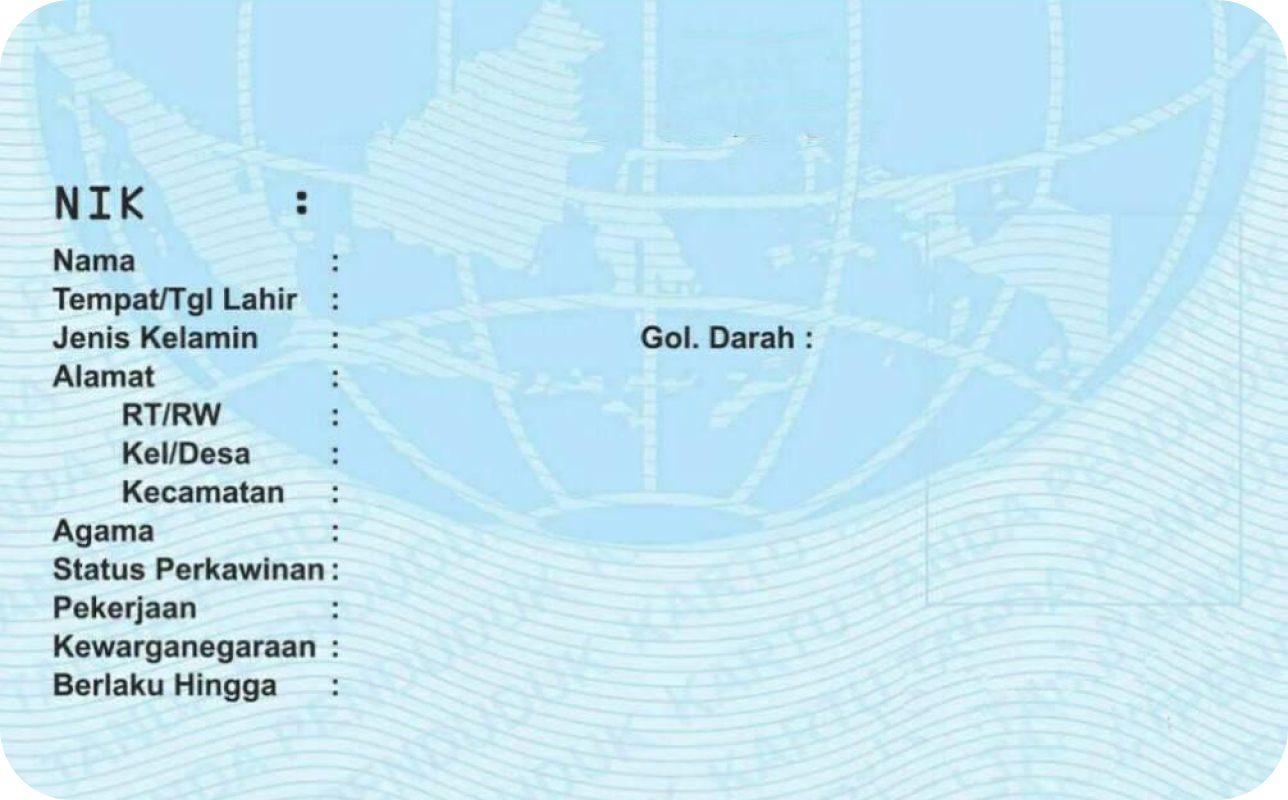 NIK :
Nama :
Tempat/Tgl Lahir :
Jenis Kelamin : Gol. Darah :
Alamat :
RT/RW :
Kel/Desa :
Kecamatan :
Agama :
Status Perkawinan :
Pekerjaan :
Kewarganegaraan :
Berlaku Hingga :